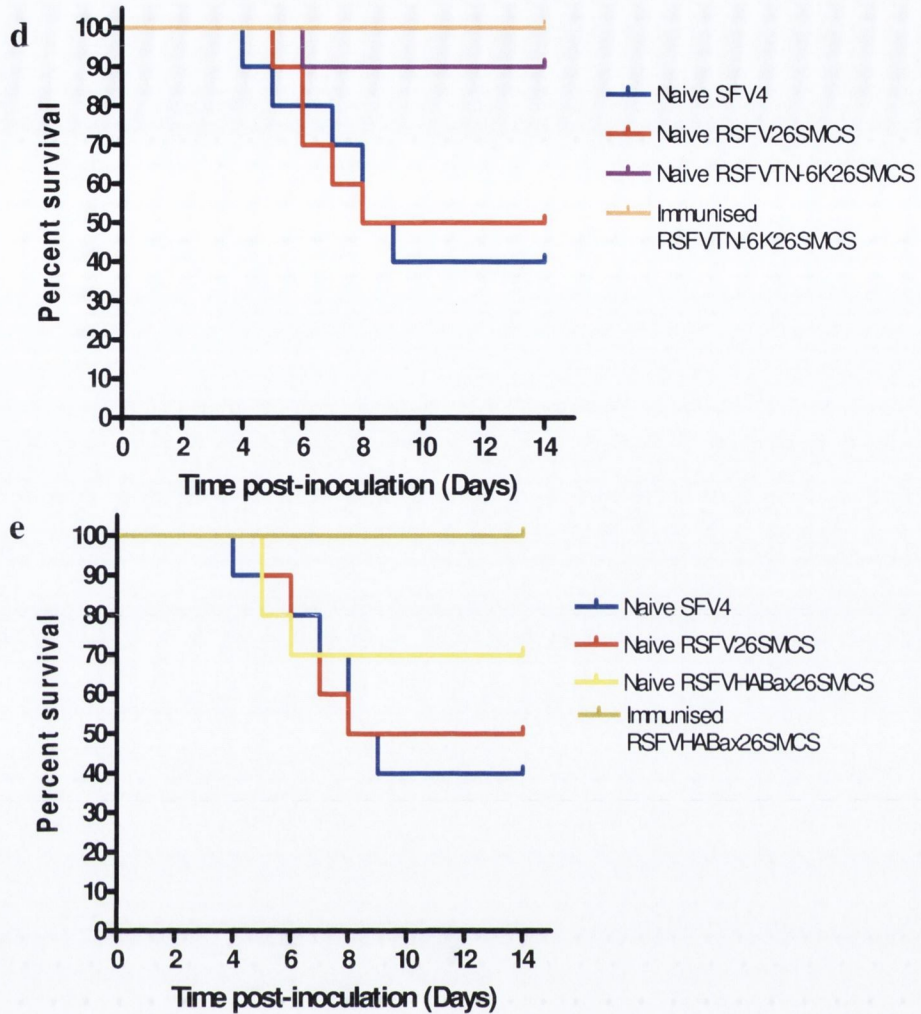 d
Percent survival
100
90
80
70
60
50
40
30
20
10
0
0 2 4 6 8 10 12 14
Time post-inoculation (Days)
Naive SFV4
Naive RSFV26SMCS
Naive RSFVTN-6K26SMCS
Immunised
RSFVTN-6K26SMCS
e
Percent survival
100
90
80
70
60
50
40
30
20
10
0
0 2 4 6 8 10 12 14
Time post-inoculation (Days)
Naive SFV4
Naive RSFV26SMCS
Naive RSFVHABax26SMCS
Immunised
RSFVHABax26SMCS